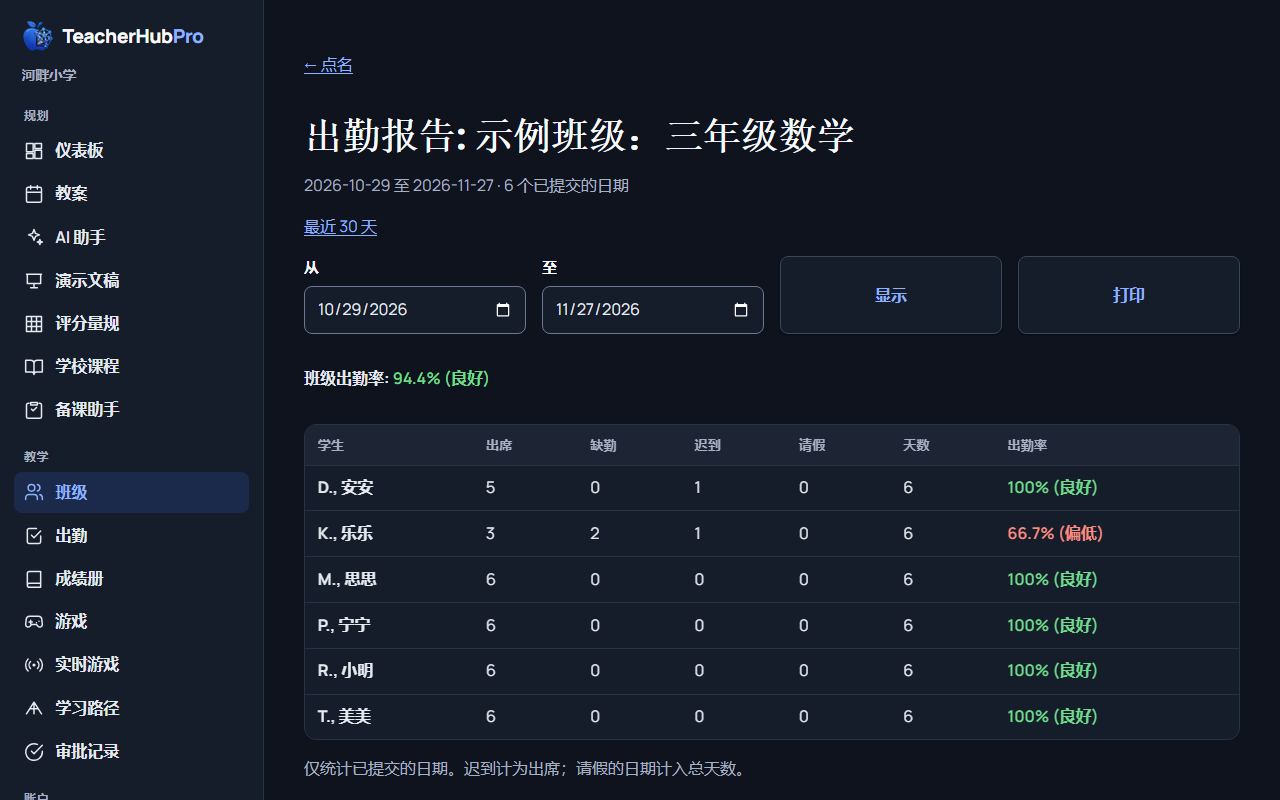 TeacherHubPro
河畔小学
规划
仪表板
教案
AI 助手
演示文稿
评分量规
学校课程
备课助手
教学
班级
出勤
成绩册
游戏
实时游戏
学习路径
审批记录
账户
← 点名
出勤报告: 示例班级：三年级数学
2026-10-29 至 2026-11-27 · 6 个已提交的日期
最近 30 天
从 至
10/29/2026 11/27/2026 显示 打印
班级出勤率: 94.4% (良好)
学生 出席 缺勤 迟到 请假 天数 出勤率
D., 安安 5 0 1 0 6 100% (良好)
K., 乐乐 3 2 1 0 6 66.7% (偏低)
M., 思思 6 0 0 0 6 100% (良好)
P., 宁宁 6 0 0 0 6 100% (良好)
R., 小明 6 0 0 0 6 100% (良好)
T., 美美 6 0 0 0 6 100% (良好)
仅统计已提交的日期。迟到计为出席；请假的日期计入总天数。